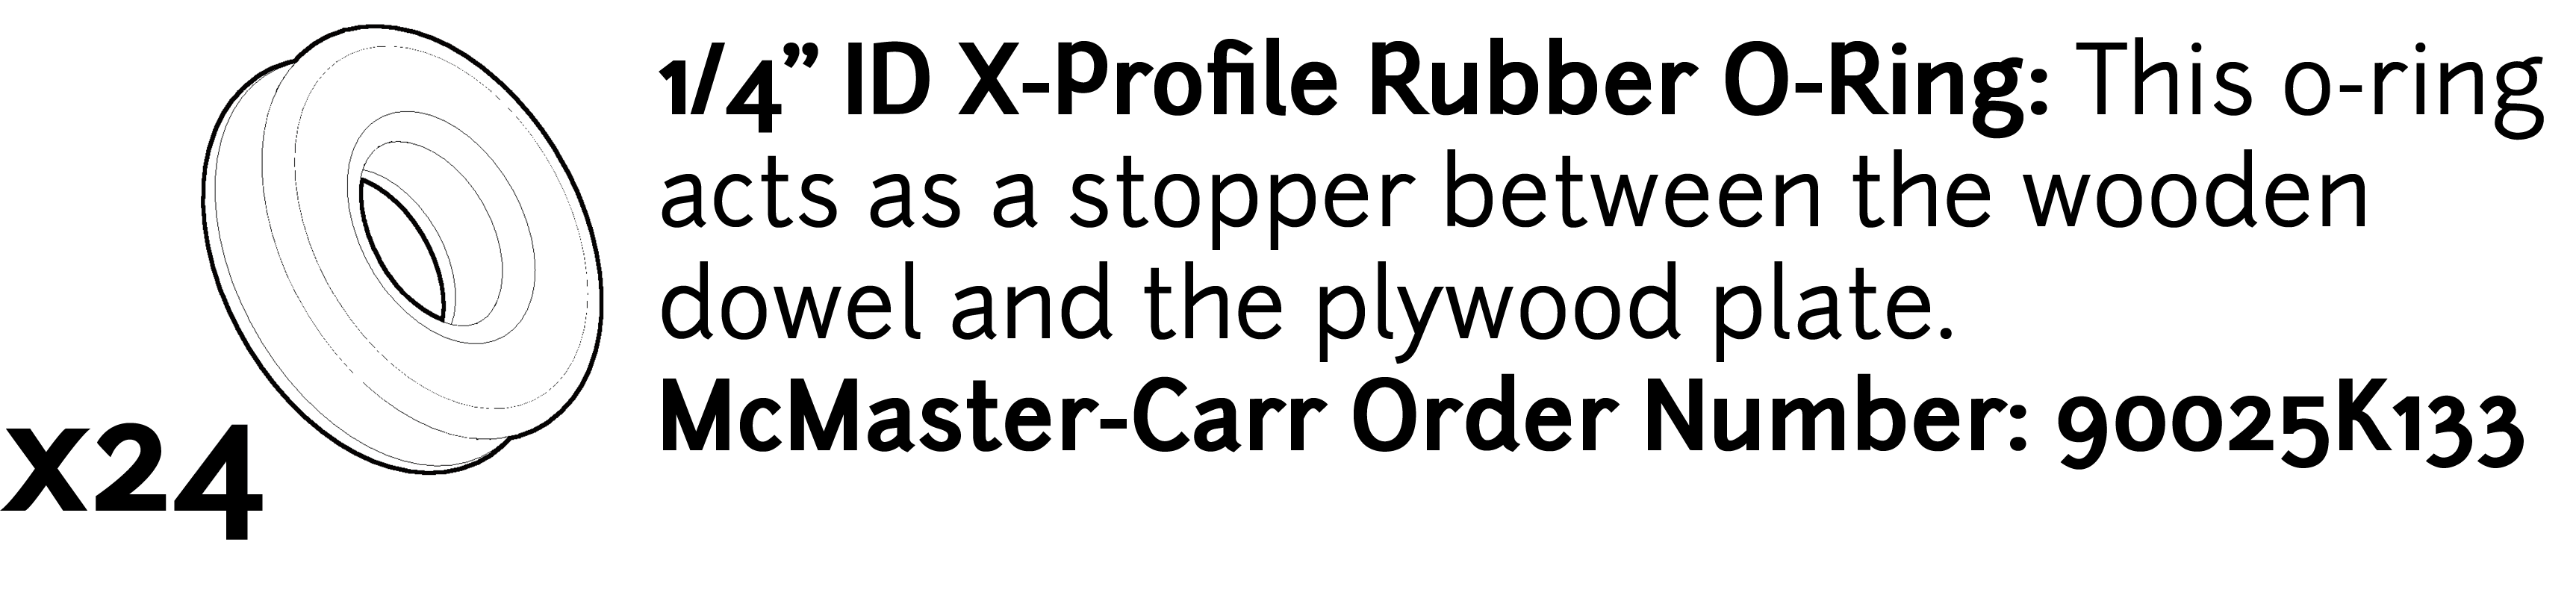 1/4” ID X-Profile Rubber O-Ring: This o-ring
acts as a stopper between the wooden
dowel and the plywood plate.
McMaster-Carr Order Number: 90025K133
x24